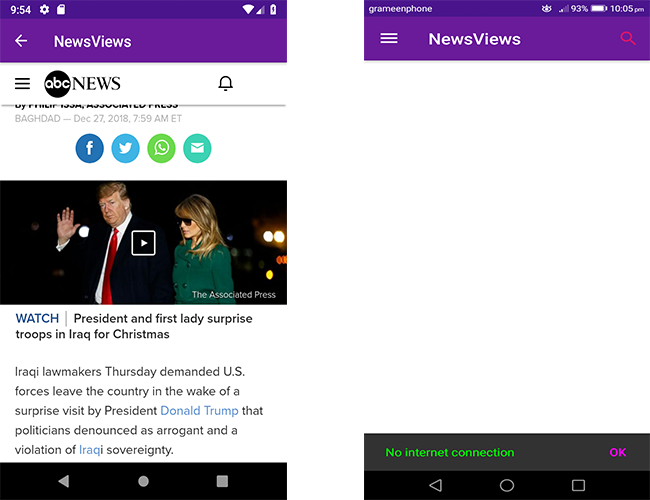 9:54
NewsViews
abc NEWS
By PHILIP ISSA, ASSOCIATED PRESS
BAGHDAD — Dec 27, 2018, 7:59 AM ET
The Associated Press
WATCH | President and first lady surprise
troops in Iraq for Christmas
Iraqi lawmakers Thursday demanded U.S.
forces leave the country in the wake of a
surprise visit by President Donald Trump that
politicians denounced as arrogant and a
violation of Iraqi sovereignty.
grameenphone 93% 10:05 pm
NewsViews
No internet connection OK